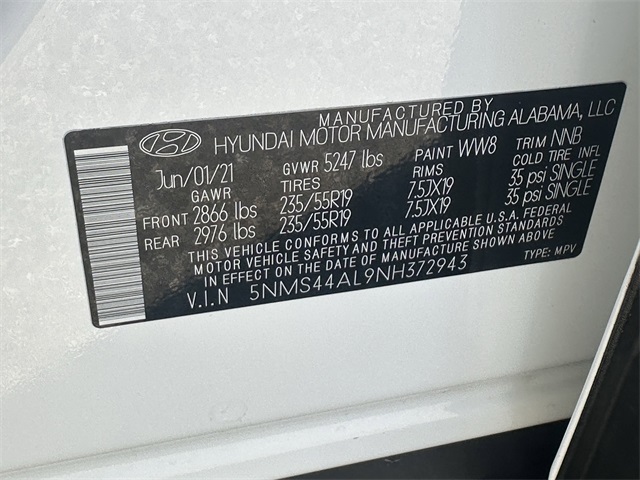 MANUFACTURED BY
HYUNDAI MOTOR MANUFACTURING ALABAMA, LLC
Jun/01/21 GVWR 5247 lbs PAINT WW8 TRIM NNB
GAWR TIRES RIMS COLD TIRE INFL
FRONT 2866 lbs 235/55R19 7.5JX19 35 psi SINGLE
REAR 2976 lbs 235/55R19 7.5JX19 35 psi SINGLE
THIS VEHICLE CONFORMS TO ALL APPLICABLE U.S.A. FEDERAL
MOTOR VEHICLE SAFETY AND THEFT PREVENTION STANDARDS
IN EFFECT ON THE DATE OF MANUFACTURE SHOWN ABOVE
V.I.N 5NMS44AL9NH372943 TYPE: MPV